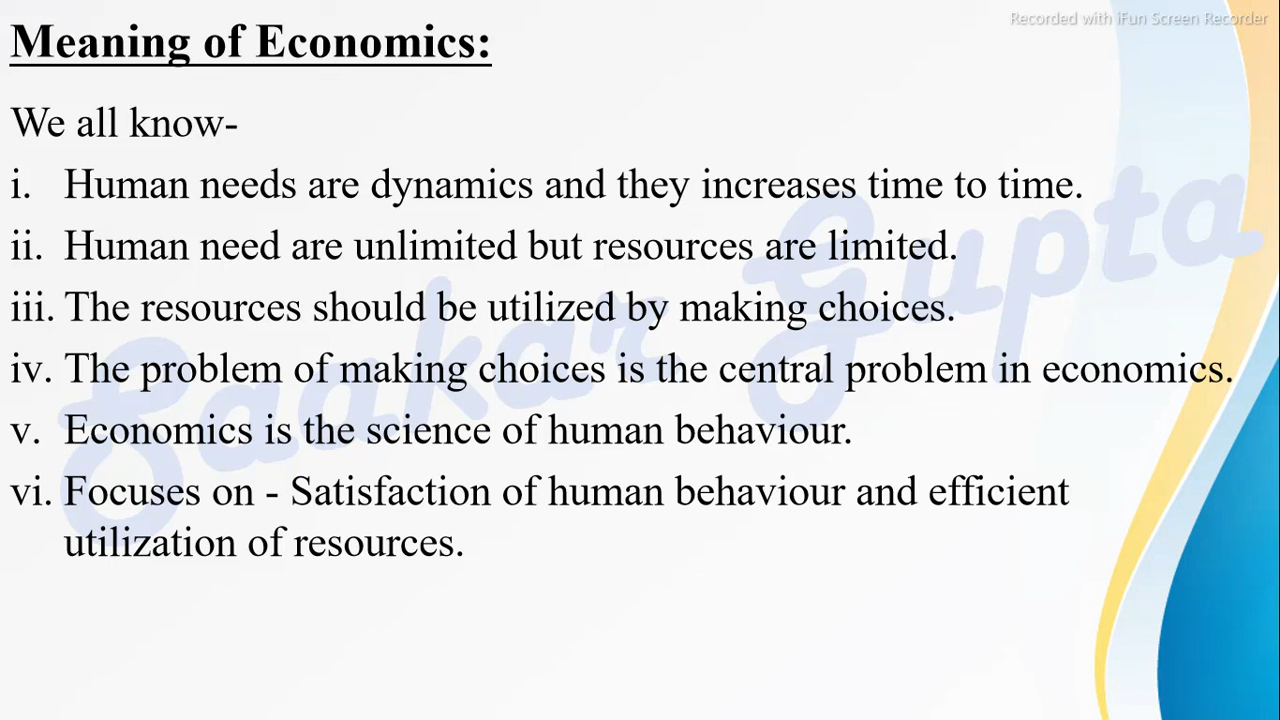 Recorded with iFun Screen Recorder
Meaning of Economics:
We all know-
i. Human needs are dynamics and they increases time to time.
ii. Human need are unlimited but resources are limited.
iii. The resources should be utilized by making choices.
iv. The problem of making choices is the central problem in economics.
v. Economics is the science of human behaviour.
vi. Focuses on - Satisfaction of human behaviour and efficient
utilization of resources.
Saakar Gupta